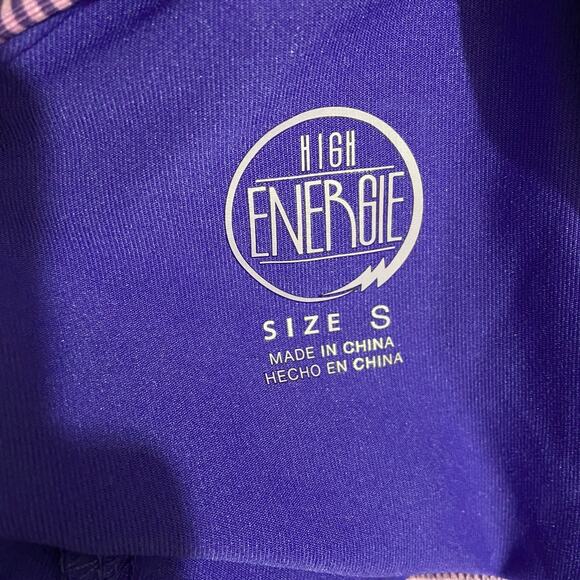 HIGH
ENERGIE
SIZE S
MADE IN CHINA
HECHO EN CHINA